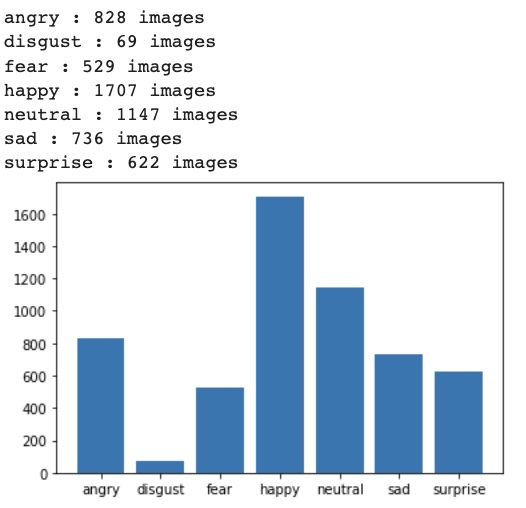 angry : 828 images
disgust : 69 images
fear : 529 images
happy : 1707 images
neutral : 1147 images
sad : 736 images
surprise : 622 images
1600
1400
1200
1000
800
600
400
200
0
angry disgust fear happy neutral sad surprise